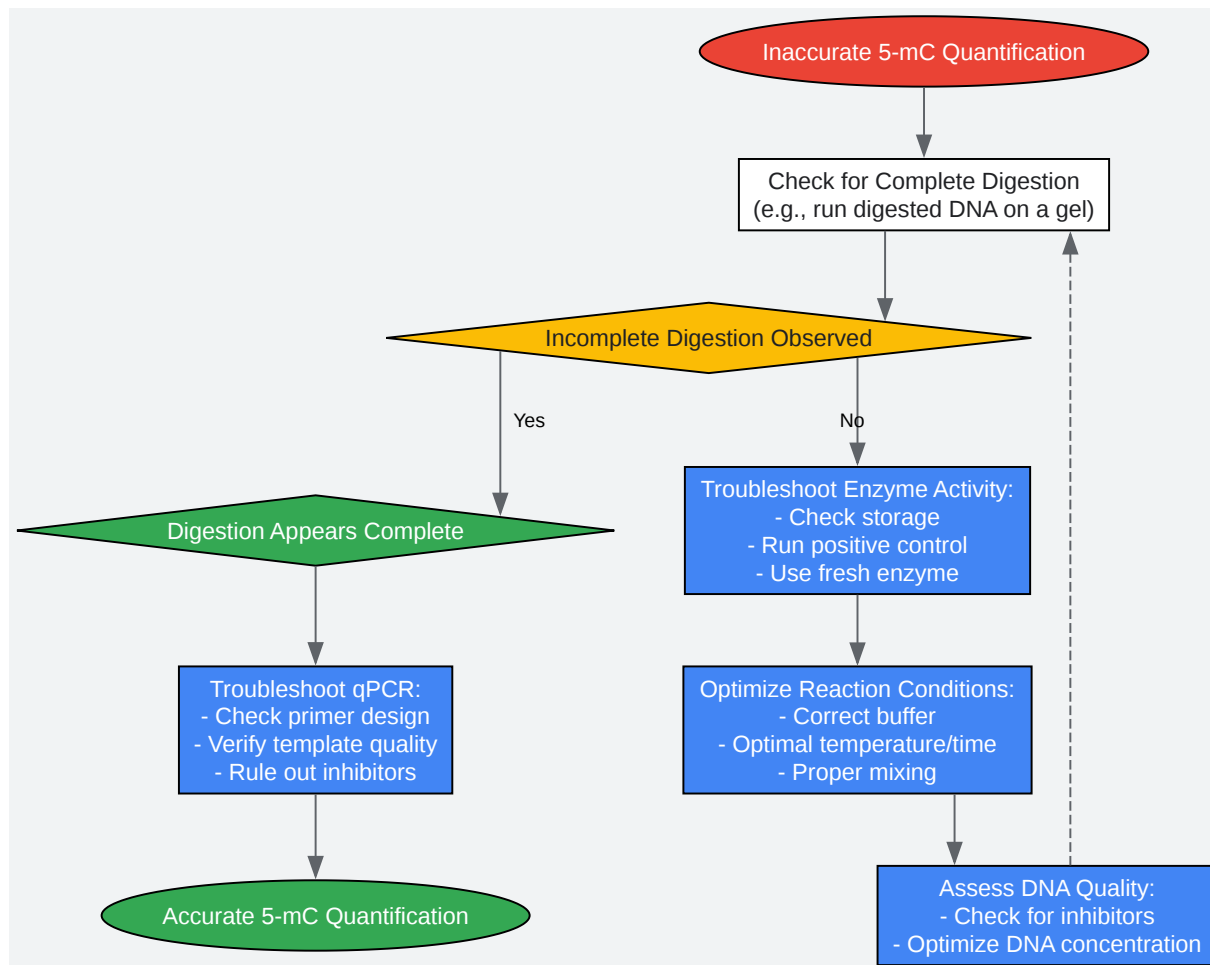 Inaccurate 5-mC Quantification
Check for Complete Digestion
(e.g., run digested DNA on a gel)
Incomplete Digestion Observed
Yes
No
Troubleshoot Enzyme Activity:
- Check storage
- Run positive control
- Use fresh enzyme
Digestion Appears Complete
Troubleshoot qPCR:
- Check primer design
- Verify template quality
- Rule out inhibitors
Optimize Reaction Conditions:
- Correct buffer
- Optimal temperature/time
- Proper mixing
Accurate 5-mC Quantification
Assess DNA Quality:
- Check for inhibitors
- Optimize DNA concentration